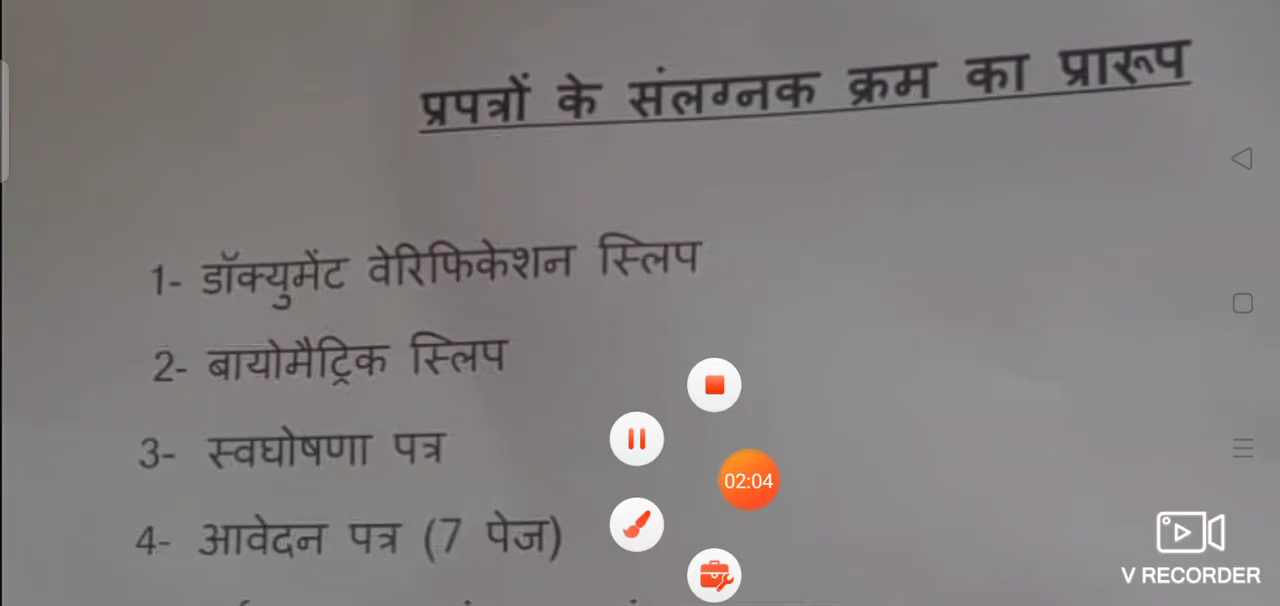 प्रपत्रों के संलग्नक क्रम का प्रारूप
1- डॉक्युमेंट वेरिफिकेशन स्लिप
2- बायोमैट्रिक स्लिप
3- स्वघोषणा पत्र
4- आवेदन पत्र (7 पेज)
02:04
V RECORDER